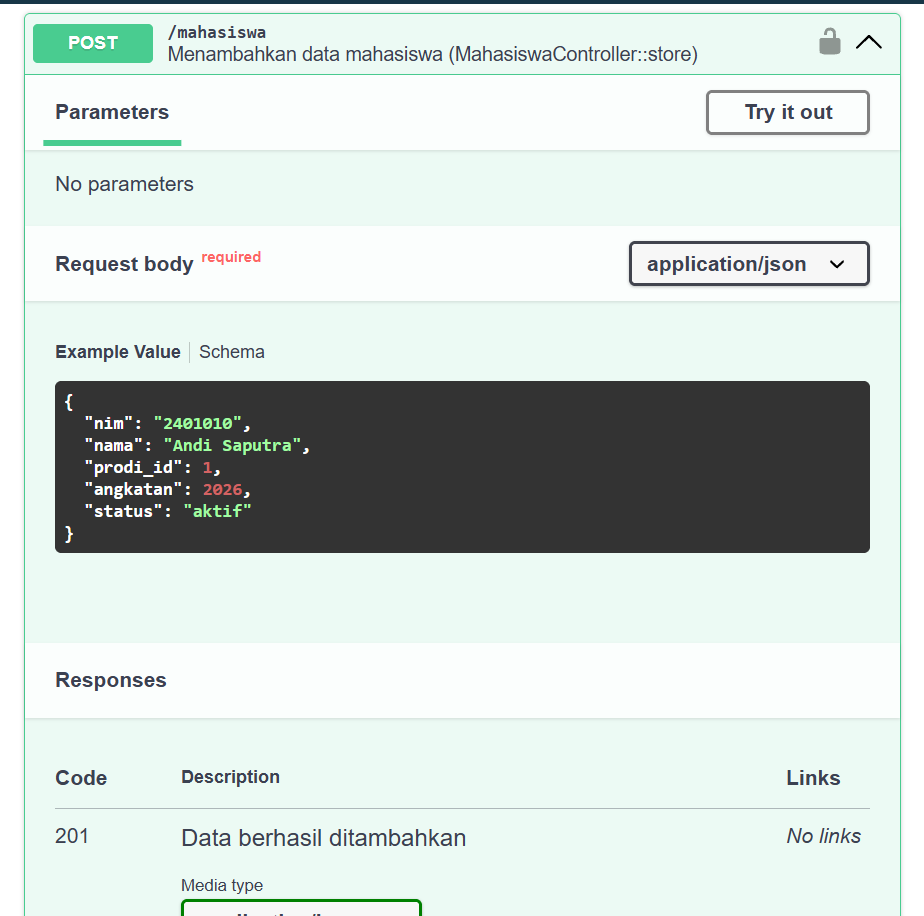 POST
/mahasiswa
Menambahkan data mahasiswa (MahasiswaController::store)
Parameters
Try it out
No parameters
Request body required
application/json
Example Value
Schema
{
  "nim": "2401010",
  "nama": "Andi Saputra",
  "prodi_id": 1,
  "angkatan": 2026,
  "status": "aktif"
}
Responses
Code
Description
Links
201
Data berhasil ditambahkan
No links
Media type